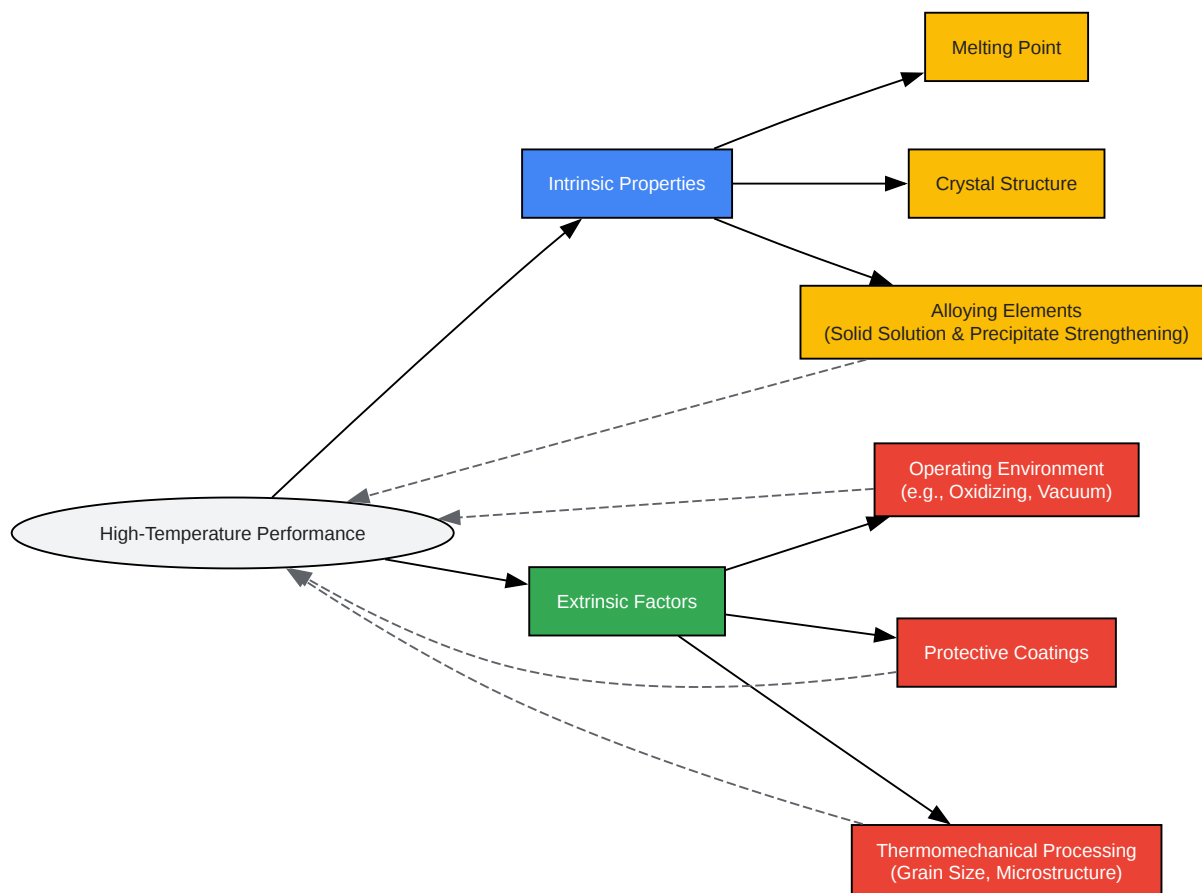 Melting Point
Intrinsic Properties
Crystal Structure
Alloying Elements
(Solid Solution & Precipitate Strengthening)
Operating Environment
(e.g., Oxidizing, Vacuum)
High-Temperature Performance
Extrinsic Factors
Protective Coatings
Thermomechanical Processing
(Grain Size, Microstructure)